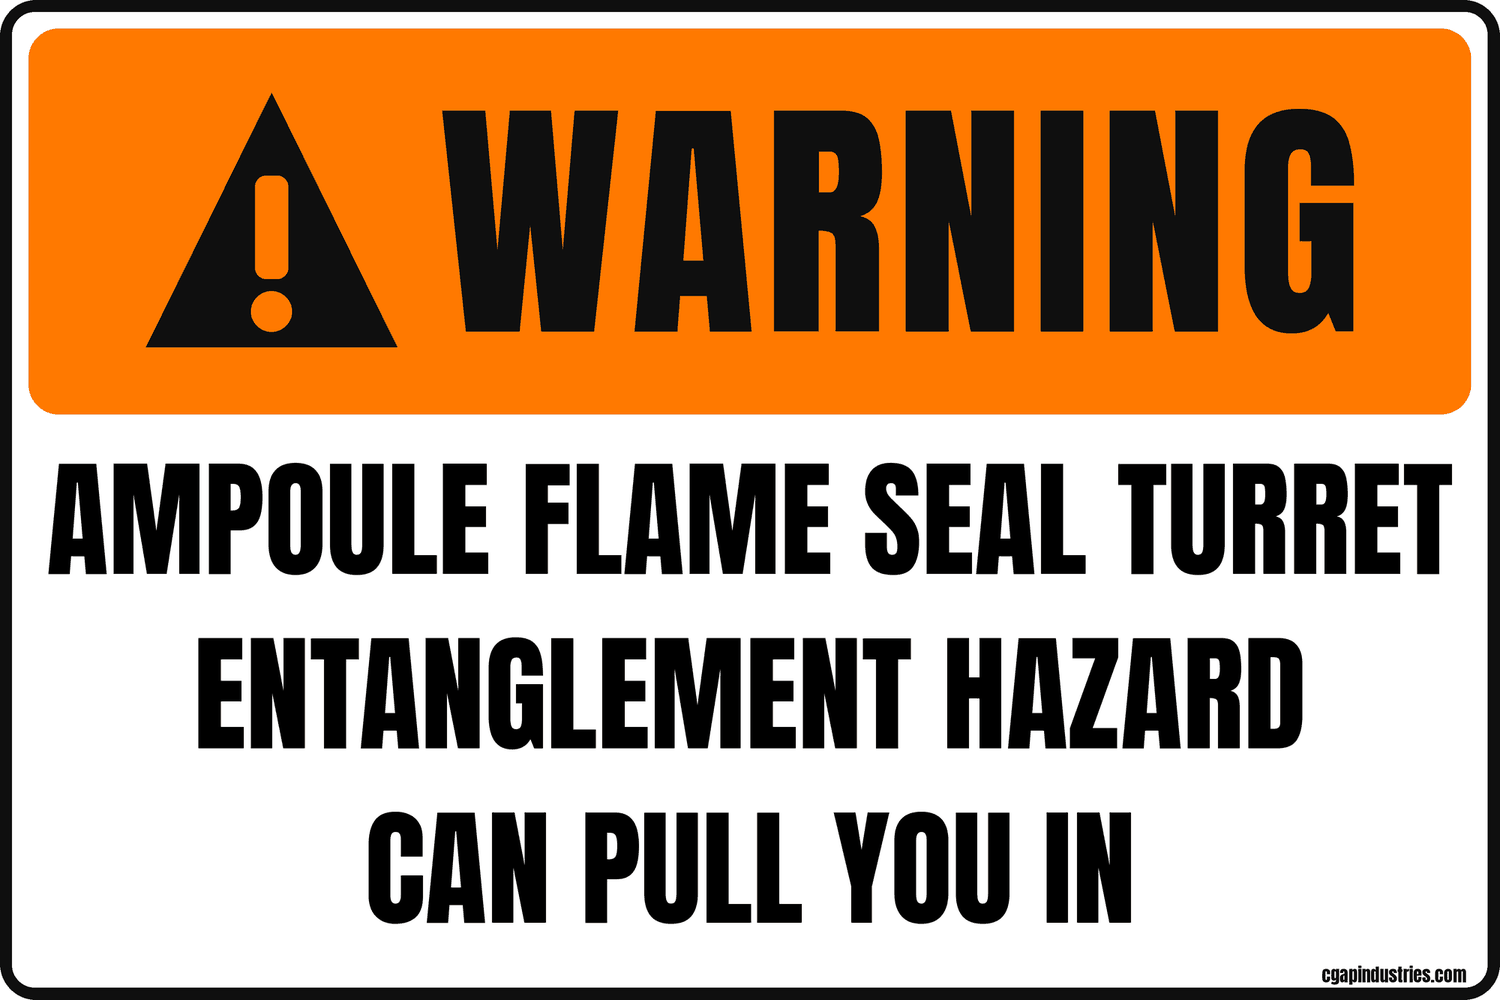 WARNING
AMPOULE FLAME SEAL TURRET
ENTANGLEMENT HAZARD
CAN PULL YOU IN
cgapindustries.com